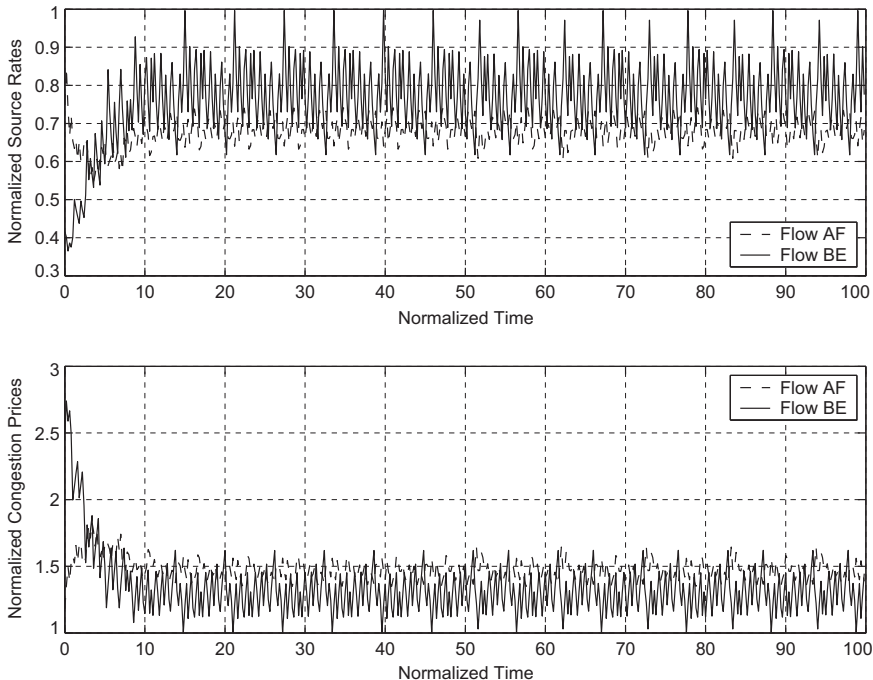 1
0.9
0.8
0.7
0.6
0.5
0.4
0.3
Normalized Source Rates
Flow AF
Flow BE
0 10 20 30 40 50 60 70 80 90 100
Normalized Time
3
2.5
2
1.5
1
Normalized Congestion Prices
Flow AF
Flow BE
0 10 20 30 40 50 60 70 80 90 100
Normalized Time